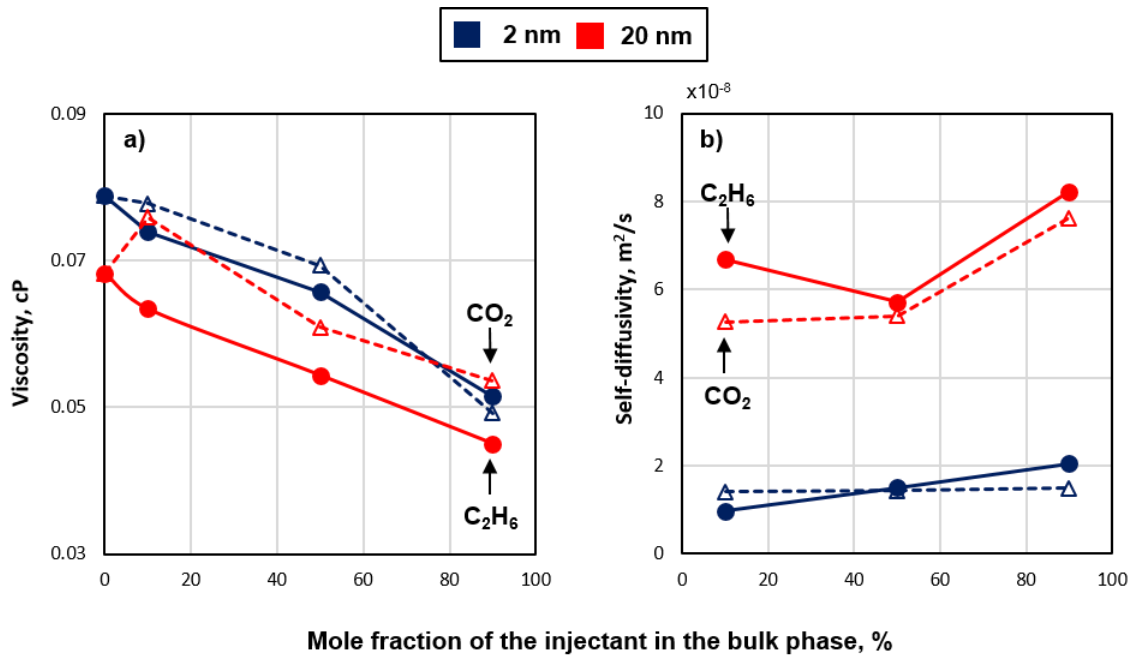 2 nm 20 nm
a)
0.09
0.07
0.05
0.03
Viscosity, cP
CO₂
C₂H₆
0 20 40 60 80 100
x10⁻⁸
b)
10
8
6
4
2
0
Self-diffusivity, m²/s
C₂H₆
CO₂
0 20 40 60 80 100
Mole fraction of the injectant in the bulk phase, %